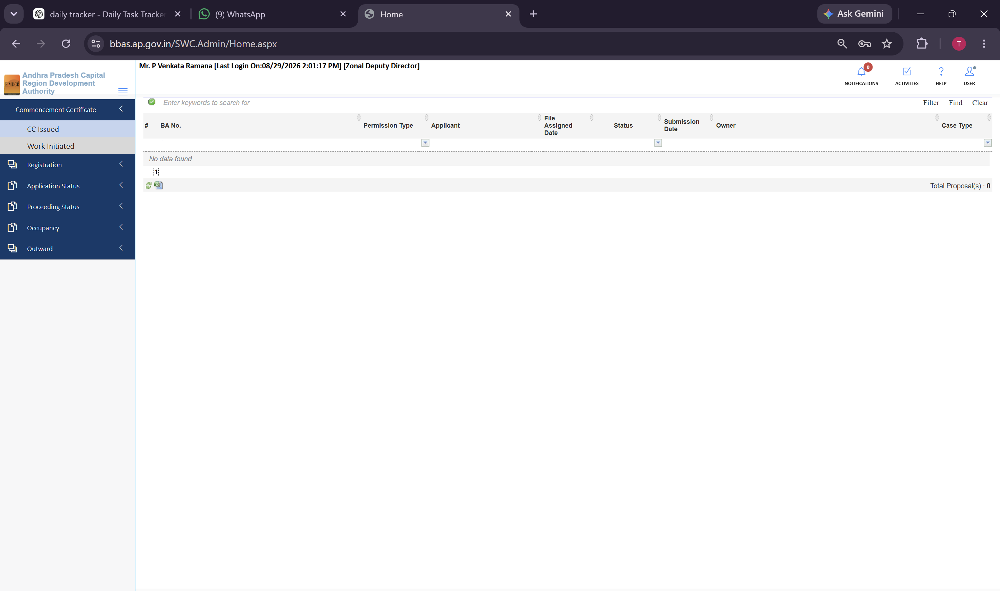 daily tracker - Daily Task Tracker
(9) WhatsApp
Home
Ask Gemini
bbas.ap.gov.in/SWC.Admin/Home.aspx
T
BIMDCR
Andhra Pradesh Capital
Region Development
Authority
Mr. P Venkata Ramana [Last Login On:08/29/2026 2:01:17 PM] [Zonal Deputy Director]
0
NOTIFICATIONS
ACTIVITIES
?
HELP
USER
Commencement Certificate
CC Issued
Work Initiated
Registration
Application Status
Proceeding Status
Occupancy
Outward
Enter keywords to search for
Filter Find Clear
# BA No. Permission Type Applicant File Assigned Date Status Submission Date Owner Case Type
No data found
1
Total Proposal(s) : 0